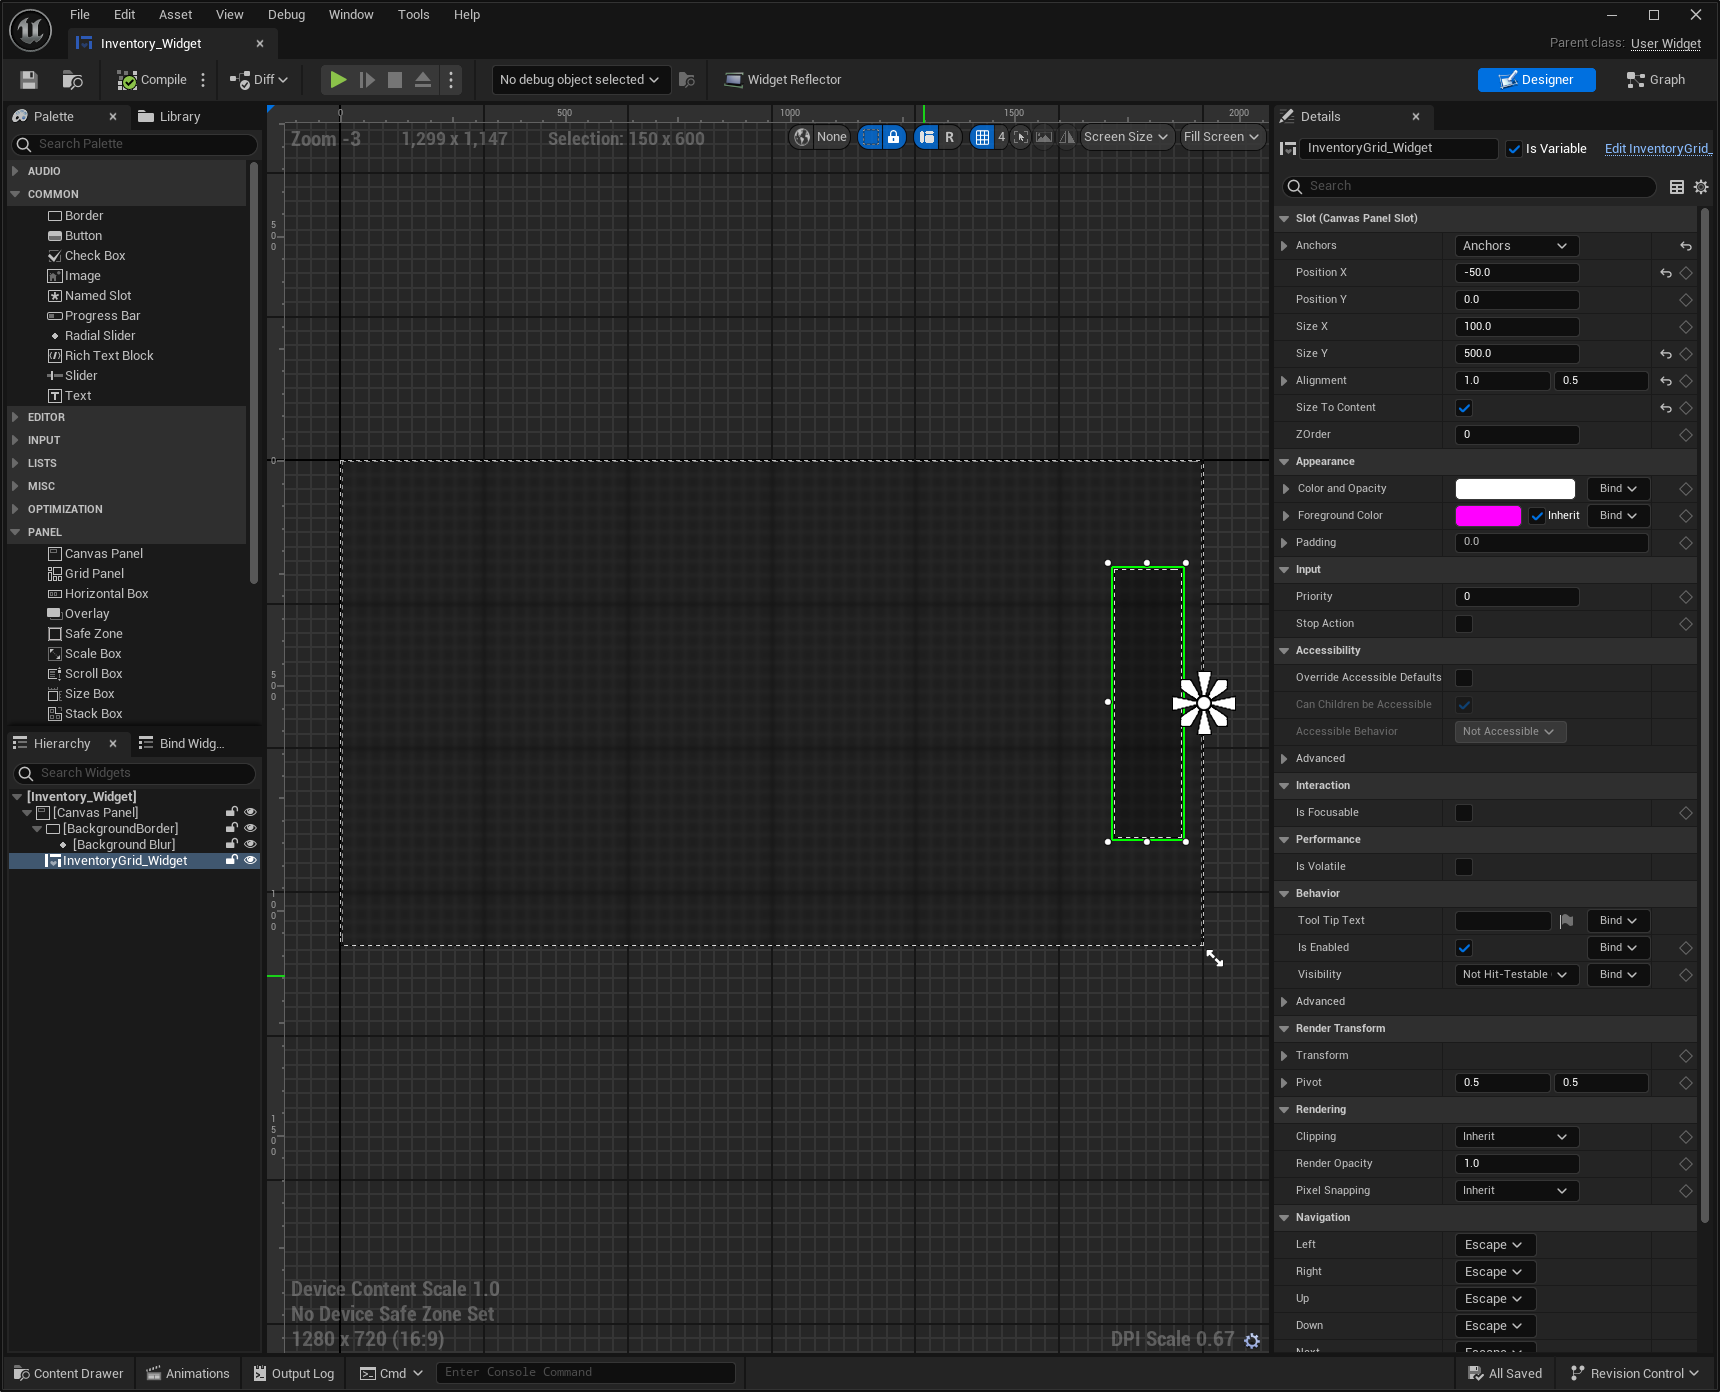 File Edit Asset View Debug Window Tools Help
Inventory_Widget
Parent class: User Widget
Compile Diff No debug object selected Widget Reflector Designer Graph
Palette Library
Search Palette
AUDIO
COMMON
Border
Button
Check Box
Image
Named Slot
Progress Bar
Radial Slider
Rich Text Block
Slider
Text
EDITOR
INPUT
LISTS
MISC
OPTIMIZATION
PANEL
Canvas Panel
Grid Panel
Horizontal Box
Overlay
Safe Zone
Scale Box
Scroll Box
Size Box
Stack Box
Hierarchy Bind Widg...
Search Widgets
[Inventory_Widget]
[Canvas Panel]
[BackgroundBorder]
[Background Blur]
InventoryGrid_Widget
0 500 1000 1500 2000
Zoom -3 1,299 x 1,147 Selection: 150 x 600 None R 4 Screen Size Fill Screen
500
0
500
1000
1500
Device Content Scale 1.0
No Device Safe Zone Set
1280 x 720 (16:9) DPI Scale 0.67
Details
InventoryGrid_Widget Is Variable Edit InventoryGrid_
Search
Slot (Canvas Panel Slot)
Anchors Anchors
Position X -50.0
Position Y 0.0
Size X 100.0
Size Y 500.0
Alignment 1.0 0.5
Size To Content
ZOrder 0
Appearance
Color and Opacity Bind
Foreground Color Inherit Bind
Padding 0.0
Input
Priority 0
Stop Action
Accessibility
Override Accessible Defaults
Can Children be Accessible
Accessible Behavior Not Accessible
Advanced
Interaction
Is Focusable
Performance
Is Volatile
Behavior
Tool Tip Text Bind
Is Enabled Bind
Visibility Not Hit-Testable Bind
Advanced
Render Transform
Transform
Pivot 0.5 0.5
Rendering
Clipping Inherit
Render Opacity 1.0
Pixel Snapping Inherit
Navigation
Left Escape
Right Escape
Up Escape
Down Escape
Content Drawer Animations Output Log Cmd Enter Console Command All Saved Revision Control